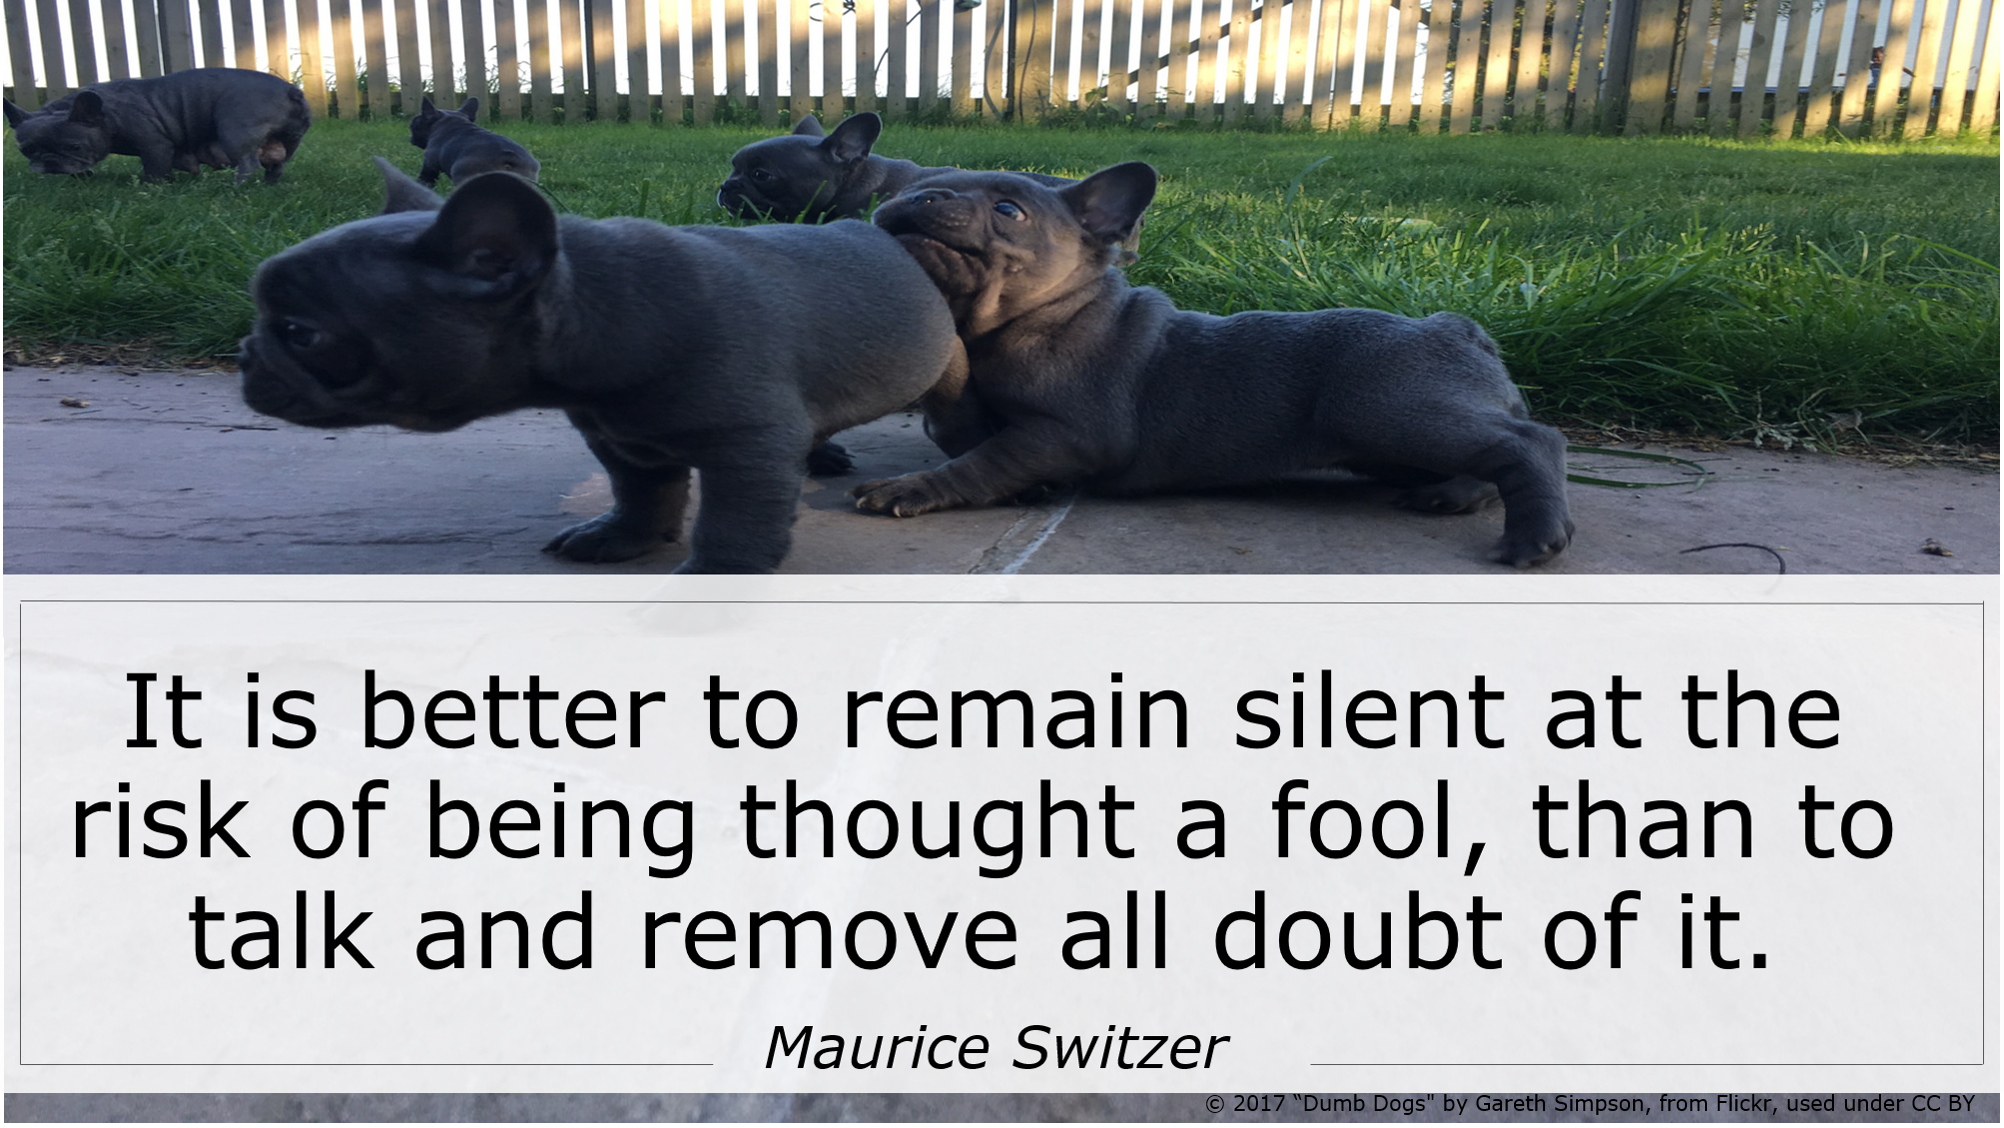 It is better to remain silent at the
risk of being thought a fool, than to
talk and remove all doubt of it.
Maurice Switzer
© 2017 “Dumb Dogs" by Gareth Simpson, from Flickr, used under CC BY